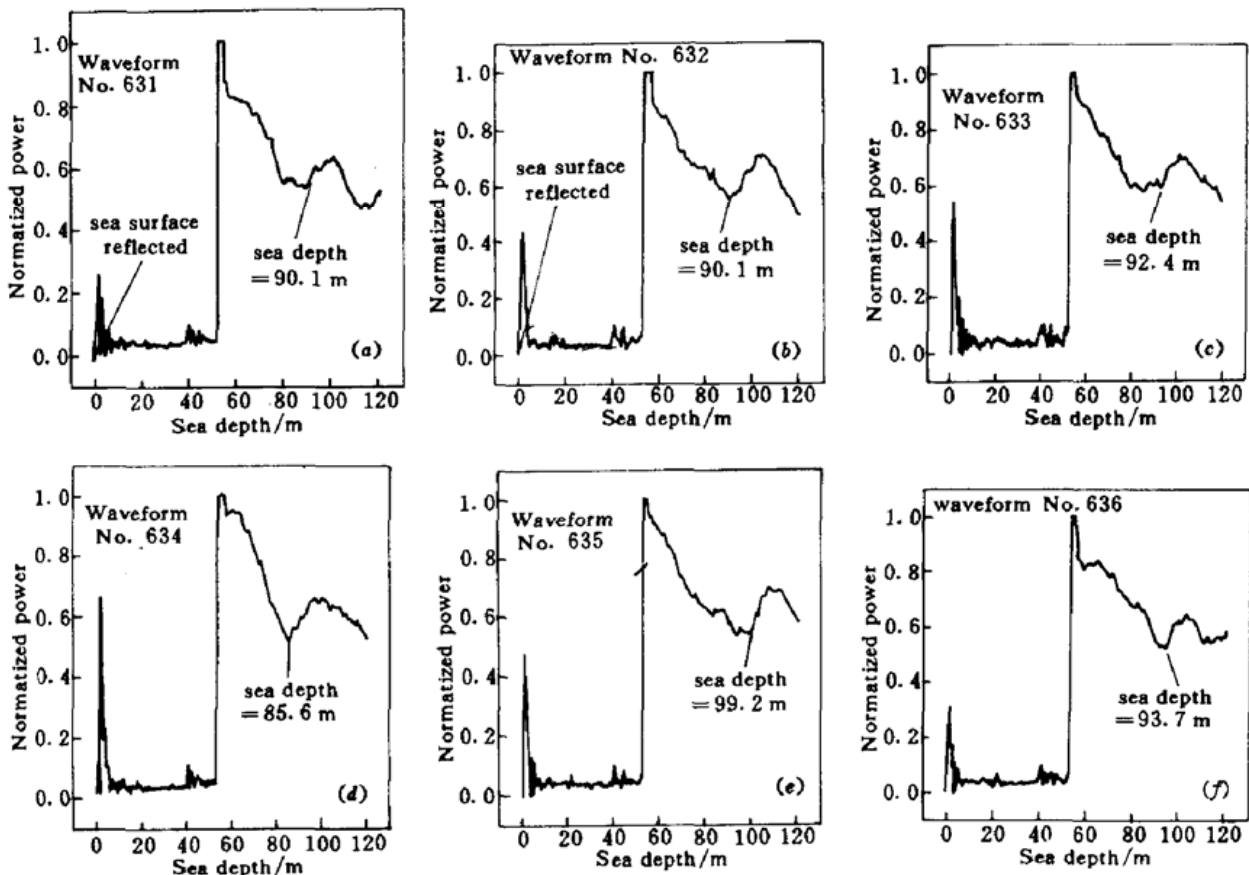 Waveform
No. 631
1. 0
0. 8
0. 6
0. 4
0. 2
0. 0
Normatized power
sea surface
reflected
sea depth
=90. 1 m
(a)
0 20 40 60 80 100 120
Sea depth/m
Waveform No. 632
1. 0
0. 8
0. 6
0. 4
0. 2
0. 0
Normatized power
sea surface
reflected
sea depth
=90. 1 m
(b)
0 20 40 60 80 100 120
Sea depth/m
Waveform
No. 633
1. 0
0. 8
0. 6
0. 4
0. 2
0. 0
Normatized power
sea depth
=92. 4 m
(c)
0 20 40 60 80 100 120
Sea depth/m
Waveform
No. 634
1. 0
0. 8
0. 6
0. 4
0. 2
0. 0
Normatized power
sea depth
=85. 6 m
(d)
0 20 40 60 80 100 120
Sea depth/m
Waveform
No. 635
1. 0
0. 8
0. 6
0. 4
0. 2
0. 0
Normatized power
sea depth
=99. 2 m
(e)
0 20 40 60 80 100 120
Sea depth/m
waveform No. 636
1. 0
0. 8
0. 6
0. 4
0. 2
0. 0
Normatized power
sea depth
=93. 7 m
(f)
0 20 40 60 80 100 120
Sea depth/m